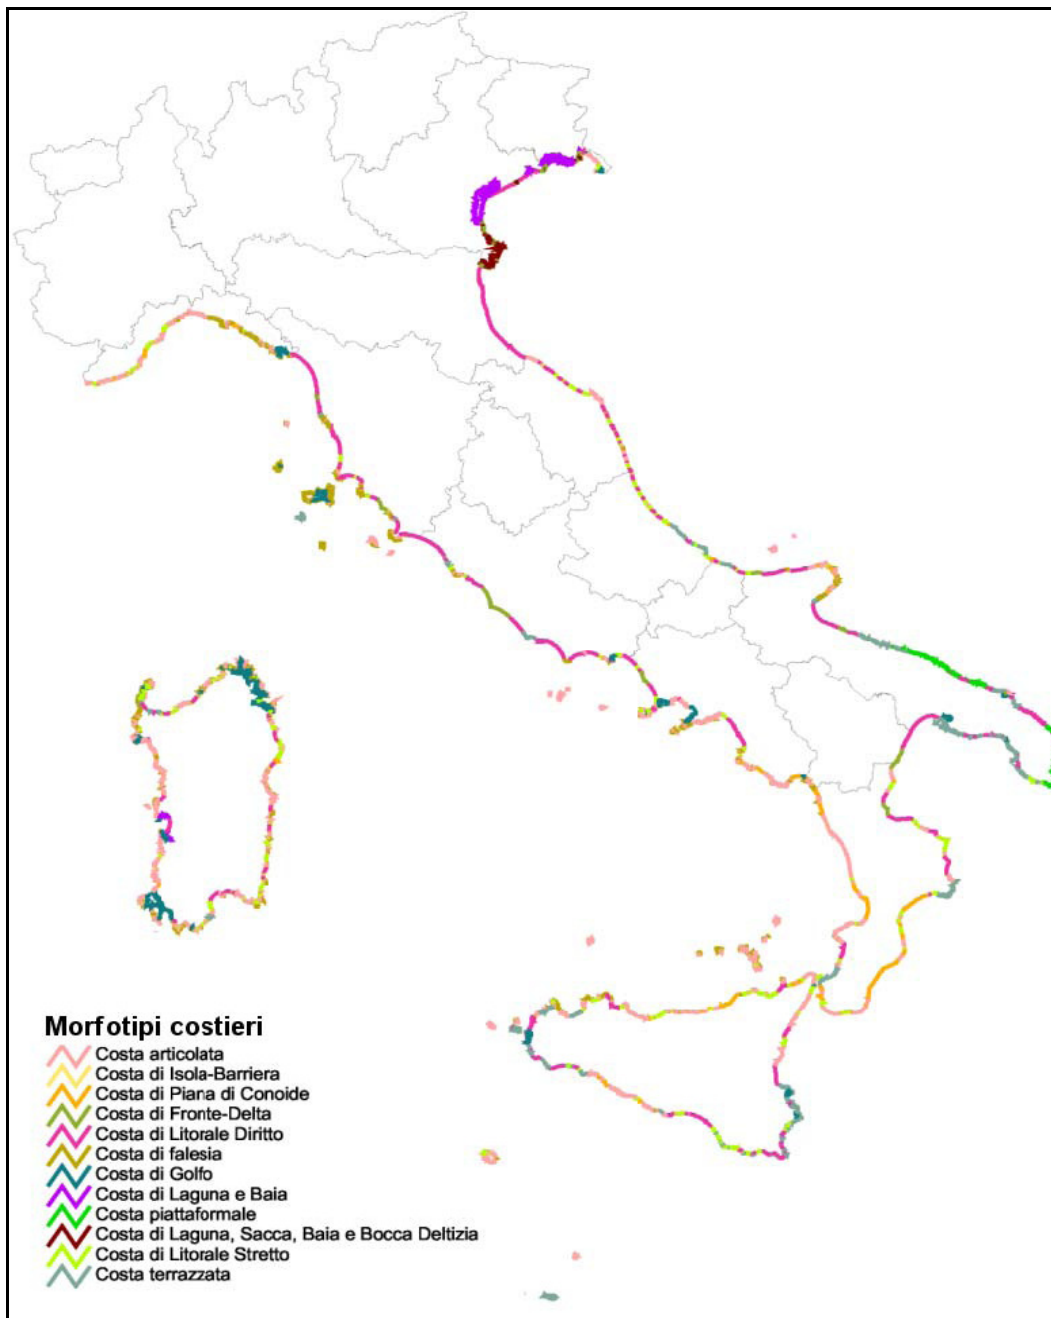 Morfotipi costieri
Costa articolata
Costa di Isola-Barriera
Costa di Piana di Conoide
Costa di Fronte-Delta
Costa di Litorale Diritto
Costa di falesia
Costa di Golfo
Costa di Laguna e Baia
Costa piattaformale
Costa di Laguna, Sacca, Baia e Bocca Deltizia
Costa di Litorale Stretto
Costa terrazzata